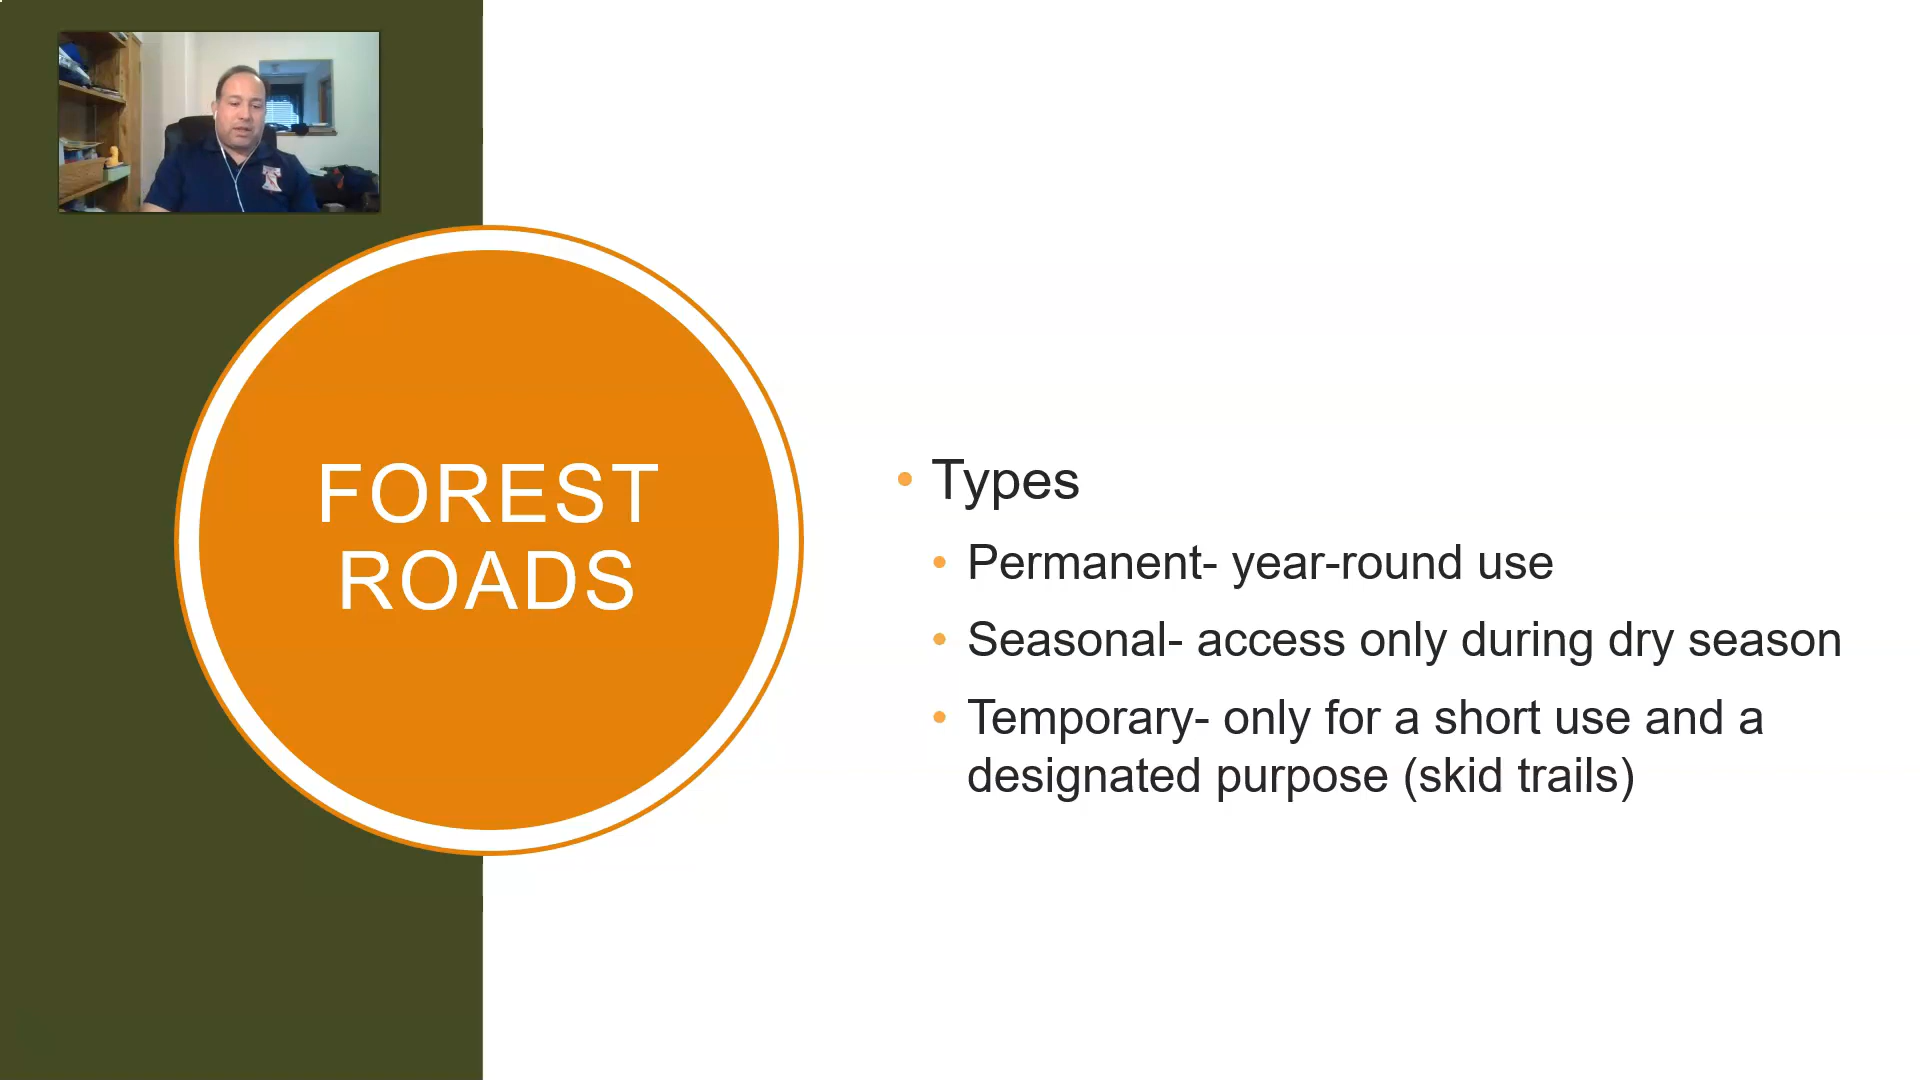 FOREST
ROADS
• Types
• Permanent- year-round use
• Seasonal- access only during dry season
• Temporary- only for a short use and a
designated purpose (skid trails)